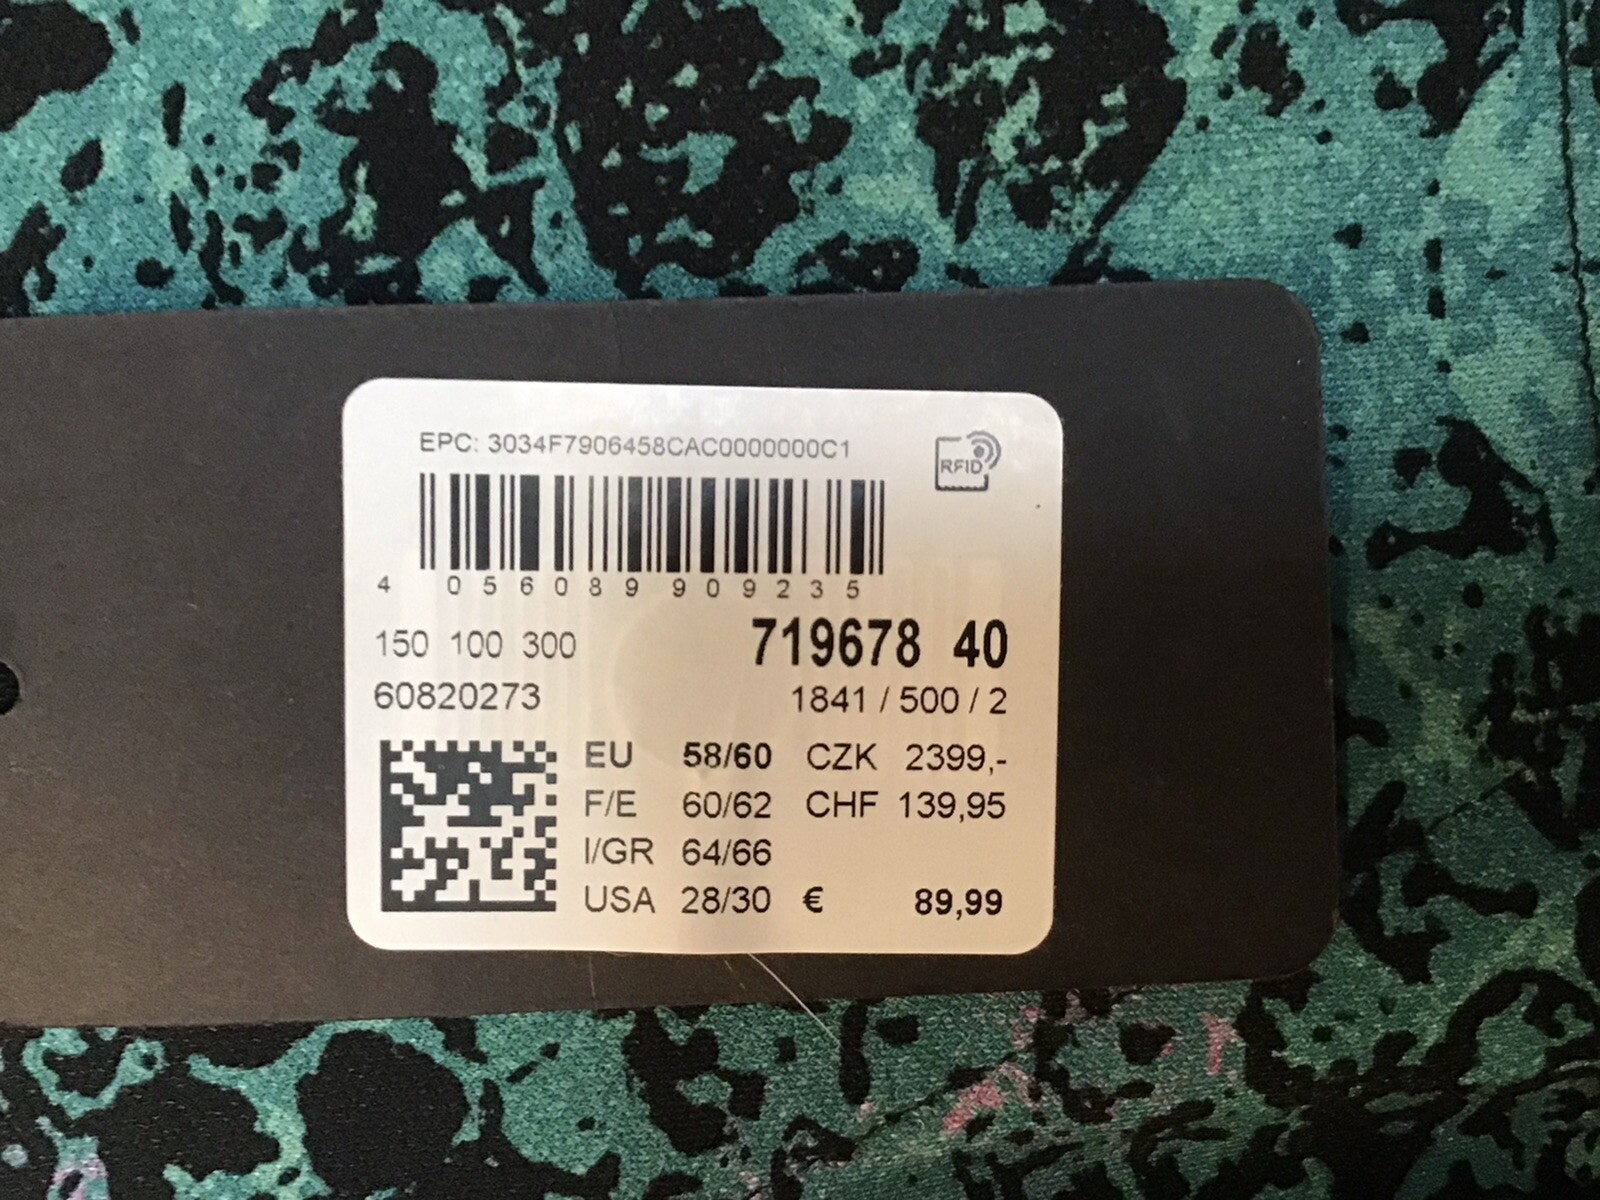 EPC: 3034F7906458CAC0000000C1
RFID
4 056089 909235
150 100 300
719678 40
60820273
1841 / 500 / 2
EU 58/60 CZK 2399,-
F/E 60/62 CHF 139,95
I/GR 64/66
USA 28/30 € 89,99